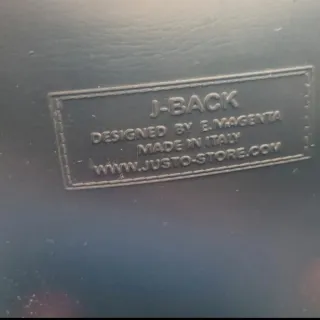 J-BACK
DESIGNED BY E.MAGENTA
MADE IN ITALY
WWW.JUSTO-STORE.COM